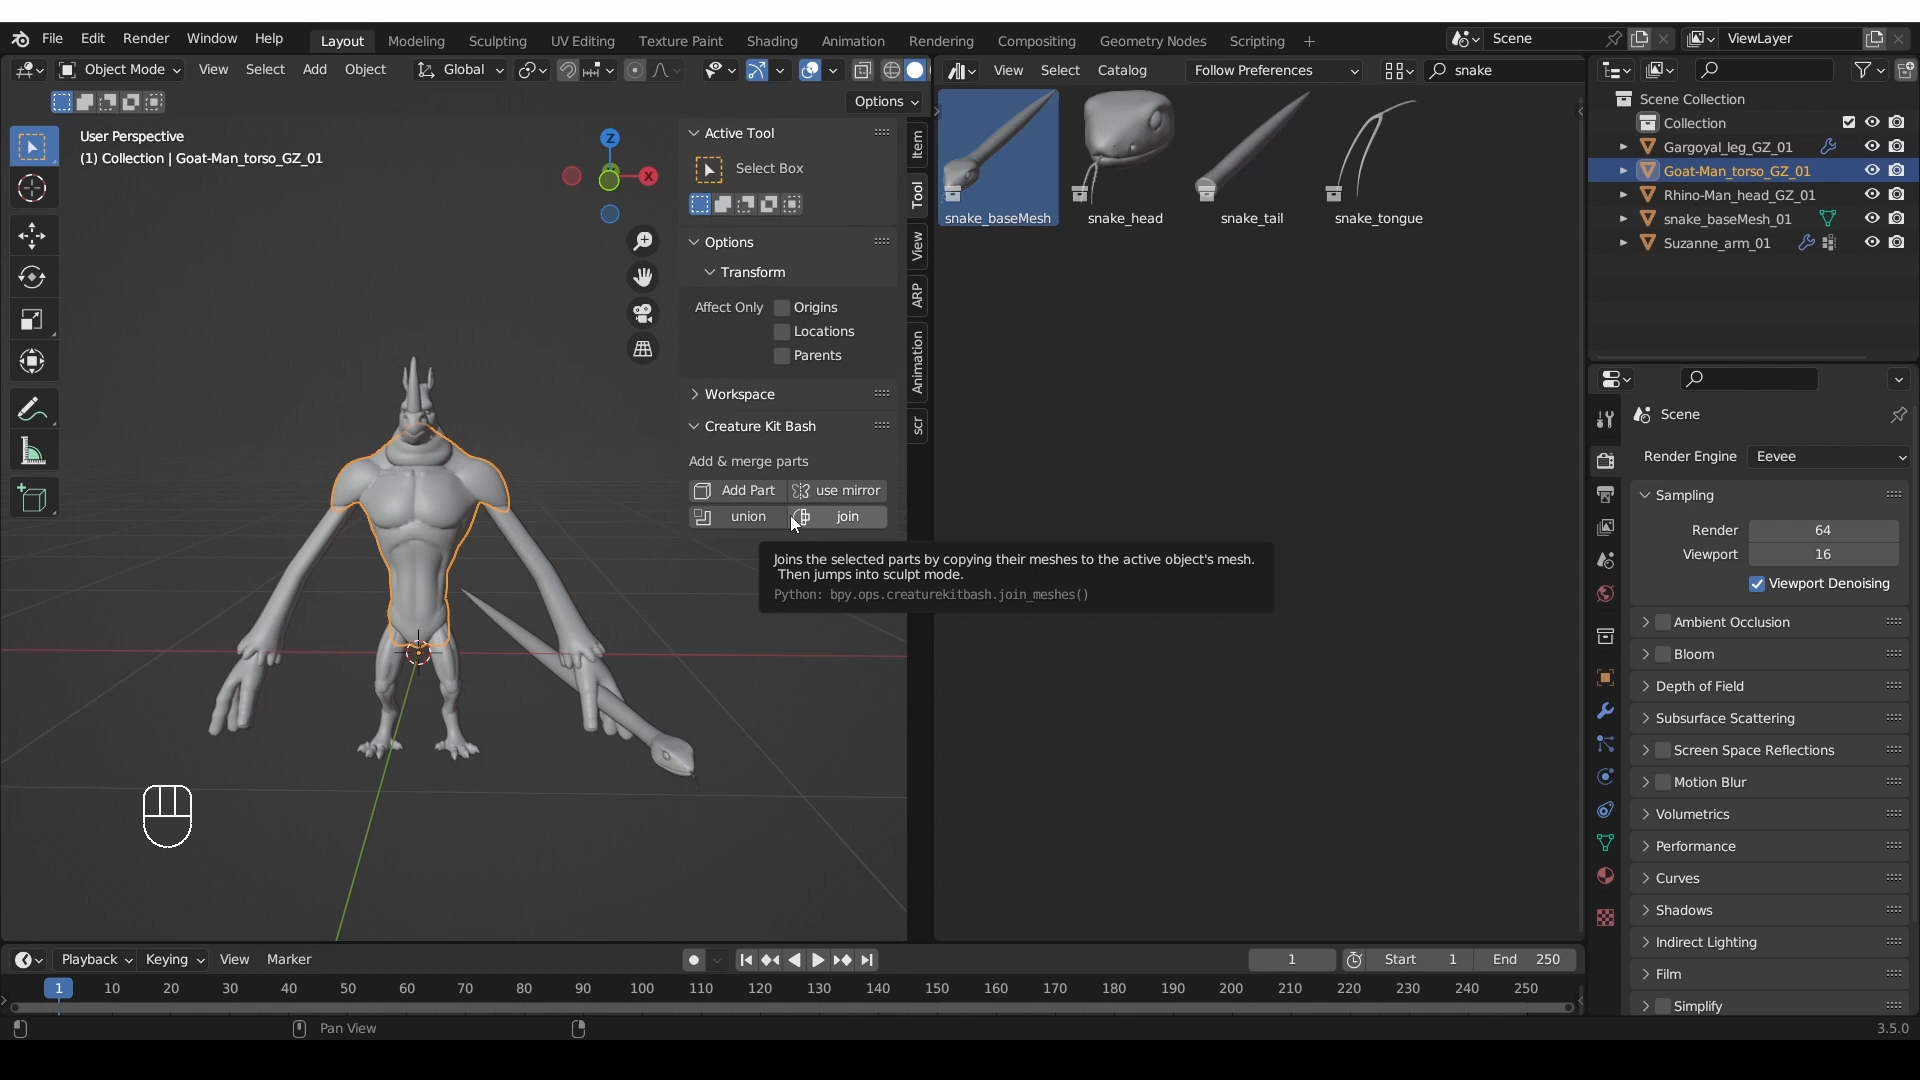 File Edit Render Window Help Layout Modeling Sculpting UV Editing Texture Paint Shading Animation Rendering Compositing Geometry Nodes Scripting + Scene ViewLayer
Object Mode View Select Add Object Global View Select Catalog Follow Preferences snake
Options
User Perspective
(1) Collection | Goat-Man_torso_GZ_01
Z
X
Active Tool
Select Box
Options
Transform
Affect Only Origins
Locations
Parents
Workspace
Creature Kit Bash
Add & merge parts
Add Part use mirror
union join
Item
Tool
View
ARP
Animation
scr
Joins the selected parts by copying their meshes to the active object's mesh.
Then jumps into sculpt mode.
Python: bpy.ops.creaturekitbash.join_meshes()
snake_baseMesh snake_head snake_tail snake_tongue
Scene Collection
Collection
Gargoyal_leg_GZ_01
Goat-Man_torso_GZ_01
Rhino-Man_head_GZ_01
snake_baseMesh_01
Suzanne_arm_01
Scene
Render Engine Eevee
Sampling
Render 64
Viewport 16
Viewport Denoising
Ambient Occlusion
Bloom
Depth of Field
Subsurface Scattering
Screen Space Reflections
Motion Blur
Volumetrics
Performance
Curves
Shadows
Indirect Lighting
Film
Simplify
Playback Keying View Marker 1 Start 1 End 250
1 10 20 30 40 50 60 70 80 90 100 110 120 130 140 150 160 170 180 190 200 210 220 230 240 250
Pan View 3.5.0